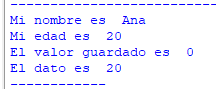 ---------------------------
Mi nombre es  Ana
Mi edad es  20
El valor guardado es  0
El dato es  20
------------